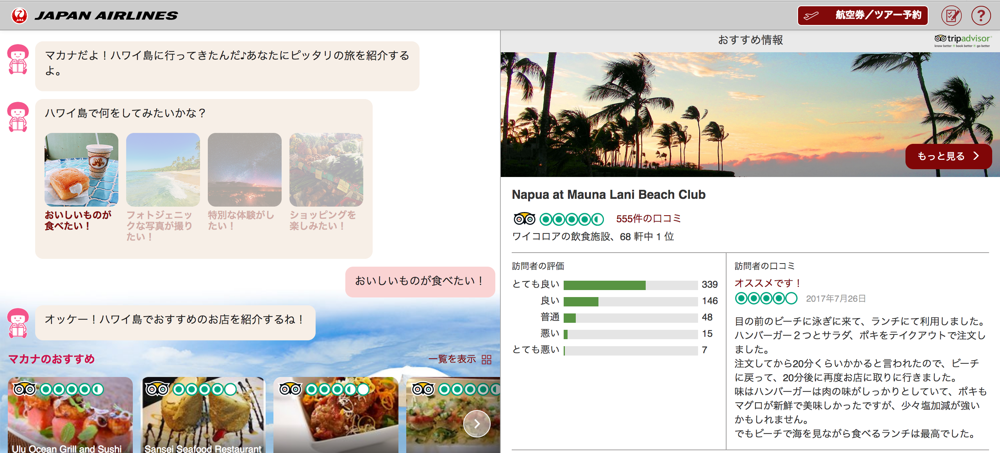 JAL
JAPAN AIRLINES
航空券／ツアー予約
?
マカナだよ！ハワイ島に行ってきたんだ♪あなたにピッタリの旅を紹介する
よ。
ハワイ島で何をしてみたいかな？
おいしいものが
食べたい！
フォトジェニッ
クな写真が撮り
たい！
特別な体験がし
たい！
ショッピングを
楽しみたい！
おいしいものが食べたい！
オッケー！ハワイ島でおすすめのお店を紹介するね！
マカナのおすすめ
一覧を表示
Ulu Ocean Grill and Sushi
Sansei Seafood Restaurant
おすすめ情報
tripadvisor®
know better book better go better
もっと見る
Napua at Mauna Lani Beach Club
555件の口コミ
ワイコロアの飲食施設、68 軒中 1 位
訪問者の評価
とても良い 339
良い 146
普通 48
悪い 15
とても悪い 7
訪問者の口コミ
オススメです！
2017年7月26日
目の前のビーチに泳ぎに来て、ランチにて利用しました。
ハンバーガー２つとサラダ、ポキをテイクアウトで注文し
ました。
注文してから20分くらいかかると言われたので、ビーチ
に戻って、20分後に再度お店に取りに行きました。
味はハンバーガーは肉の味がしっかりとしていて、ポキも
マグロが新鮮で美味しかったですが、少々塩加減が強い
かもしれません。
でもビーチで海を見ながら食べるランチは最高でした。